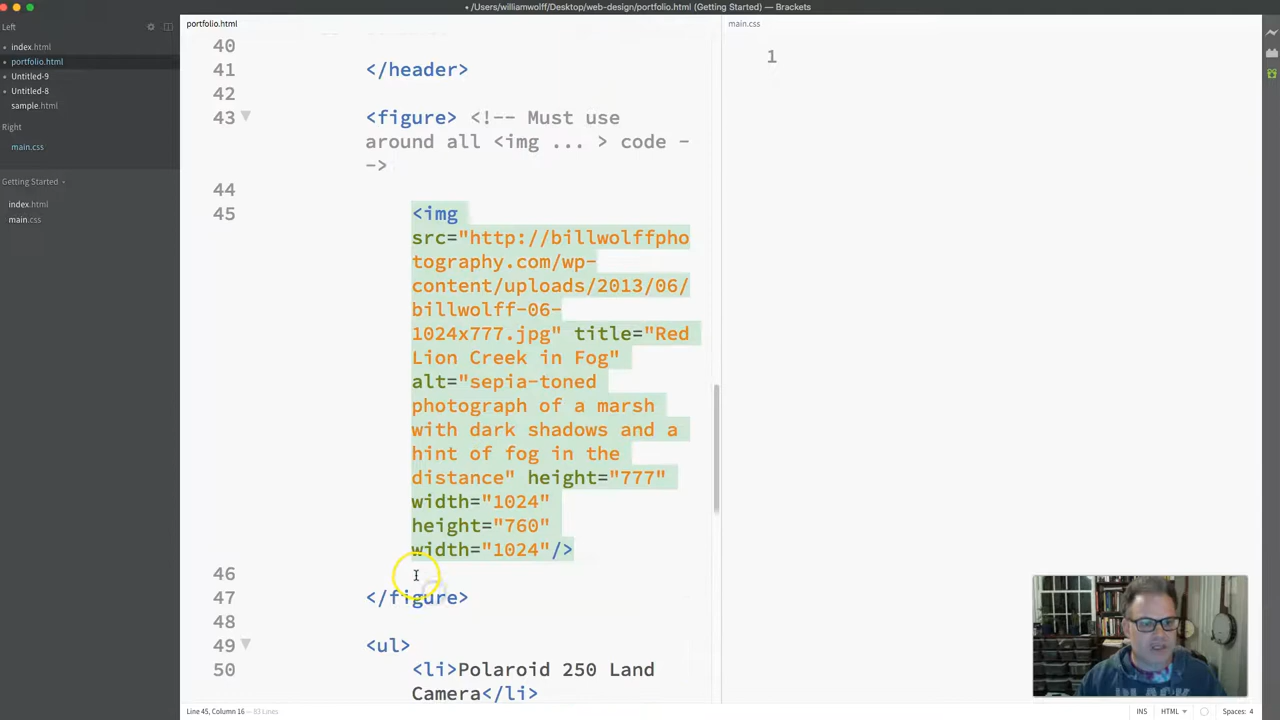 • /Users/williamwolff/Desktop/web-design/portfolio.html (Getting Started) — Brackets
Left
index.html
portfolio.html
Untitled-9
Untitled-8
sample.html
Right
main.css
Getting Started
index.html
main.css
portfolio.html
40
41 </header>
42
43 <figure> <!-- Must use
around all <img ... > code -
->
44
45 <img
src="http://billwolffpho
tography.com/wp-
content/uploads/2013/06/
billwolff-06-
1024x777.jpg" title="Red
Lion Creek in Fog"
alt="sepia-toned
photograph of a marsh
with dark shadows and a
hint of fog in the
distance" height="777"
width="1024"
height="760"
width="1024"/>
46
47 </figure>
48
49 <ul>
50 <li>Polaroid 250 Land
Camera</li>
main.css
1
BLACK
Line 45, Column 16 — 83 Lines
INS HTML Spaces: 4